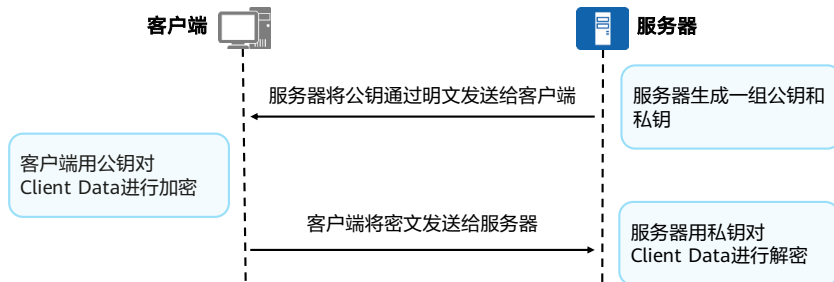 客户端
服务器
服务器将公钥通过明文发送给客户端
服务器生成一组公钥和
私钥
客户端用公钥对
Client Data进行加密
客户端将密文发送给服务器
服务器用私钥对
Client Data进行解密